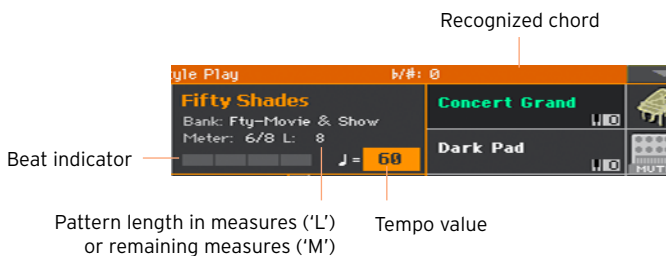 Recognized chord
yle Play ♭/#: 0
Fifty Shades
Bank: Fty-Movie & Show
Meter: 6/8 L: 8
♩ = 60
Concert Grand
Dark Pad
MUTE
Beat indicator
Pattern length in measures (‘L’)
or remaining measures (‘M’)
Tempo value